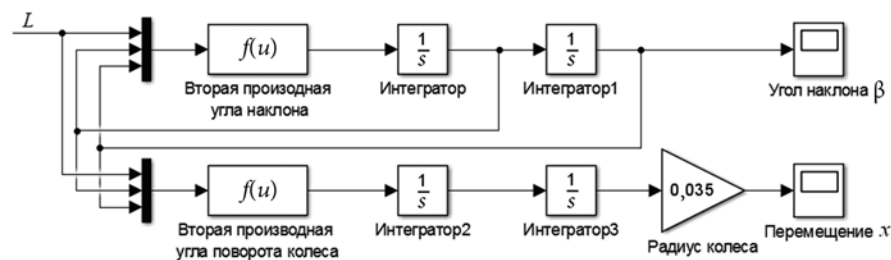 L
f(u)
1
s
1
s
Вторая произодная
угла наклона
Интегратор
Интегратор1
Угол наклона β
f(u)
1
s
1
s
0,035
Вторая производная
угла поворота колеса
Интегратор2
Интегратор3
Радиус колеса
Перемещение x